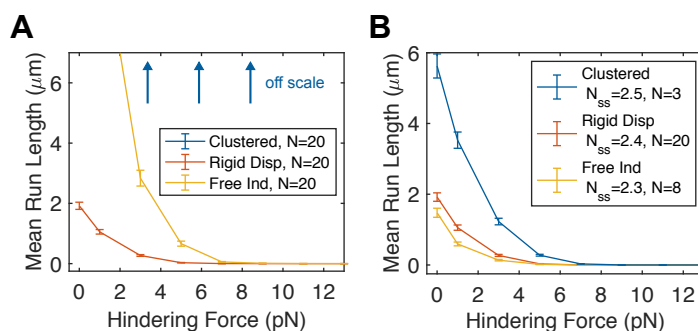 A
Mean Run Length (μm)
6
4
2
0
off scale
Clustered, N=20
Rigid Disp, N=20
Free Ind, N=20
0 2 4 6 8 10 12
Hindering Force (pN)
B
Mean Run Length (μm)
6
4
2
0
Clustered
Nss=2.5, N=3
Rigid Disp
Nss=2.4, N=20
Free Ind
Nss=2.3, N=8
0 2 4 6 8 10 12
Hindering Force (pN)